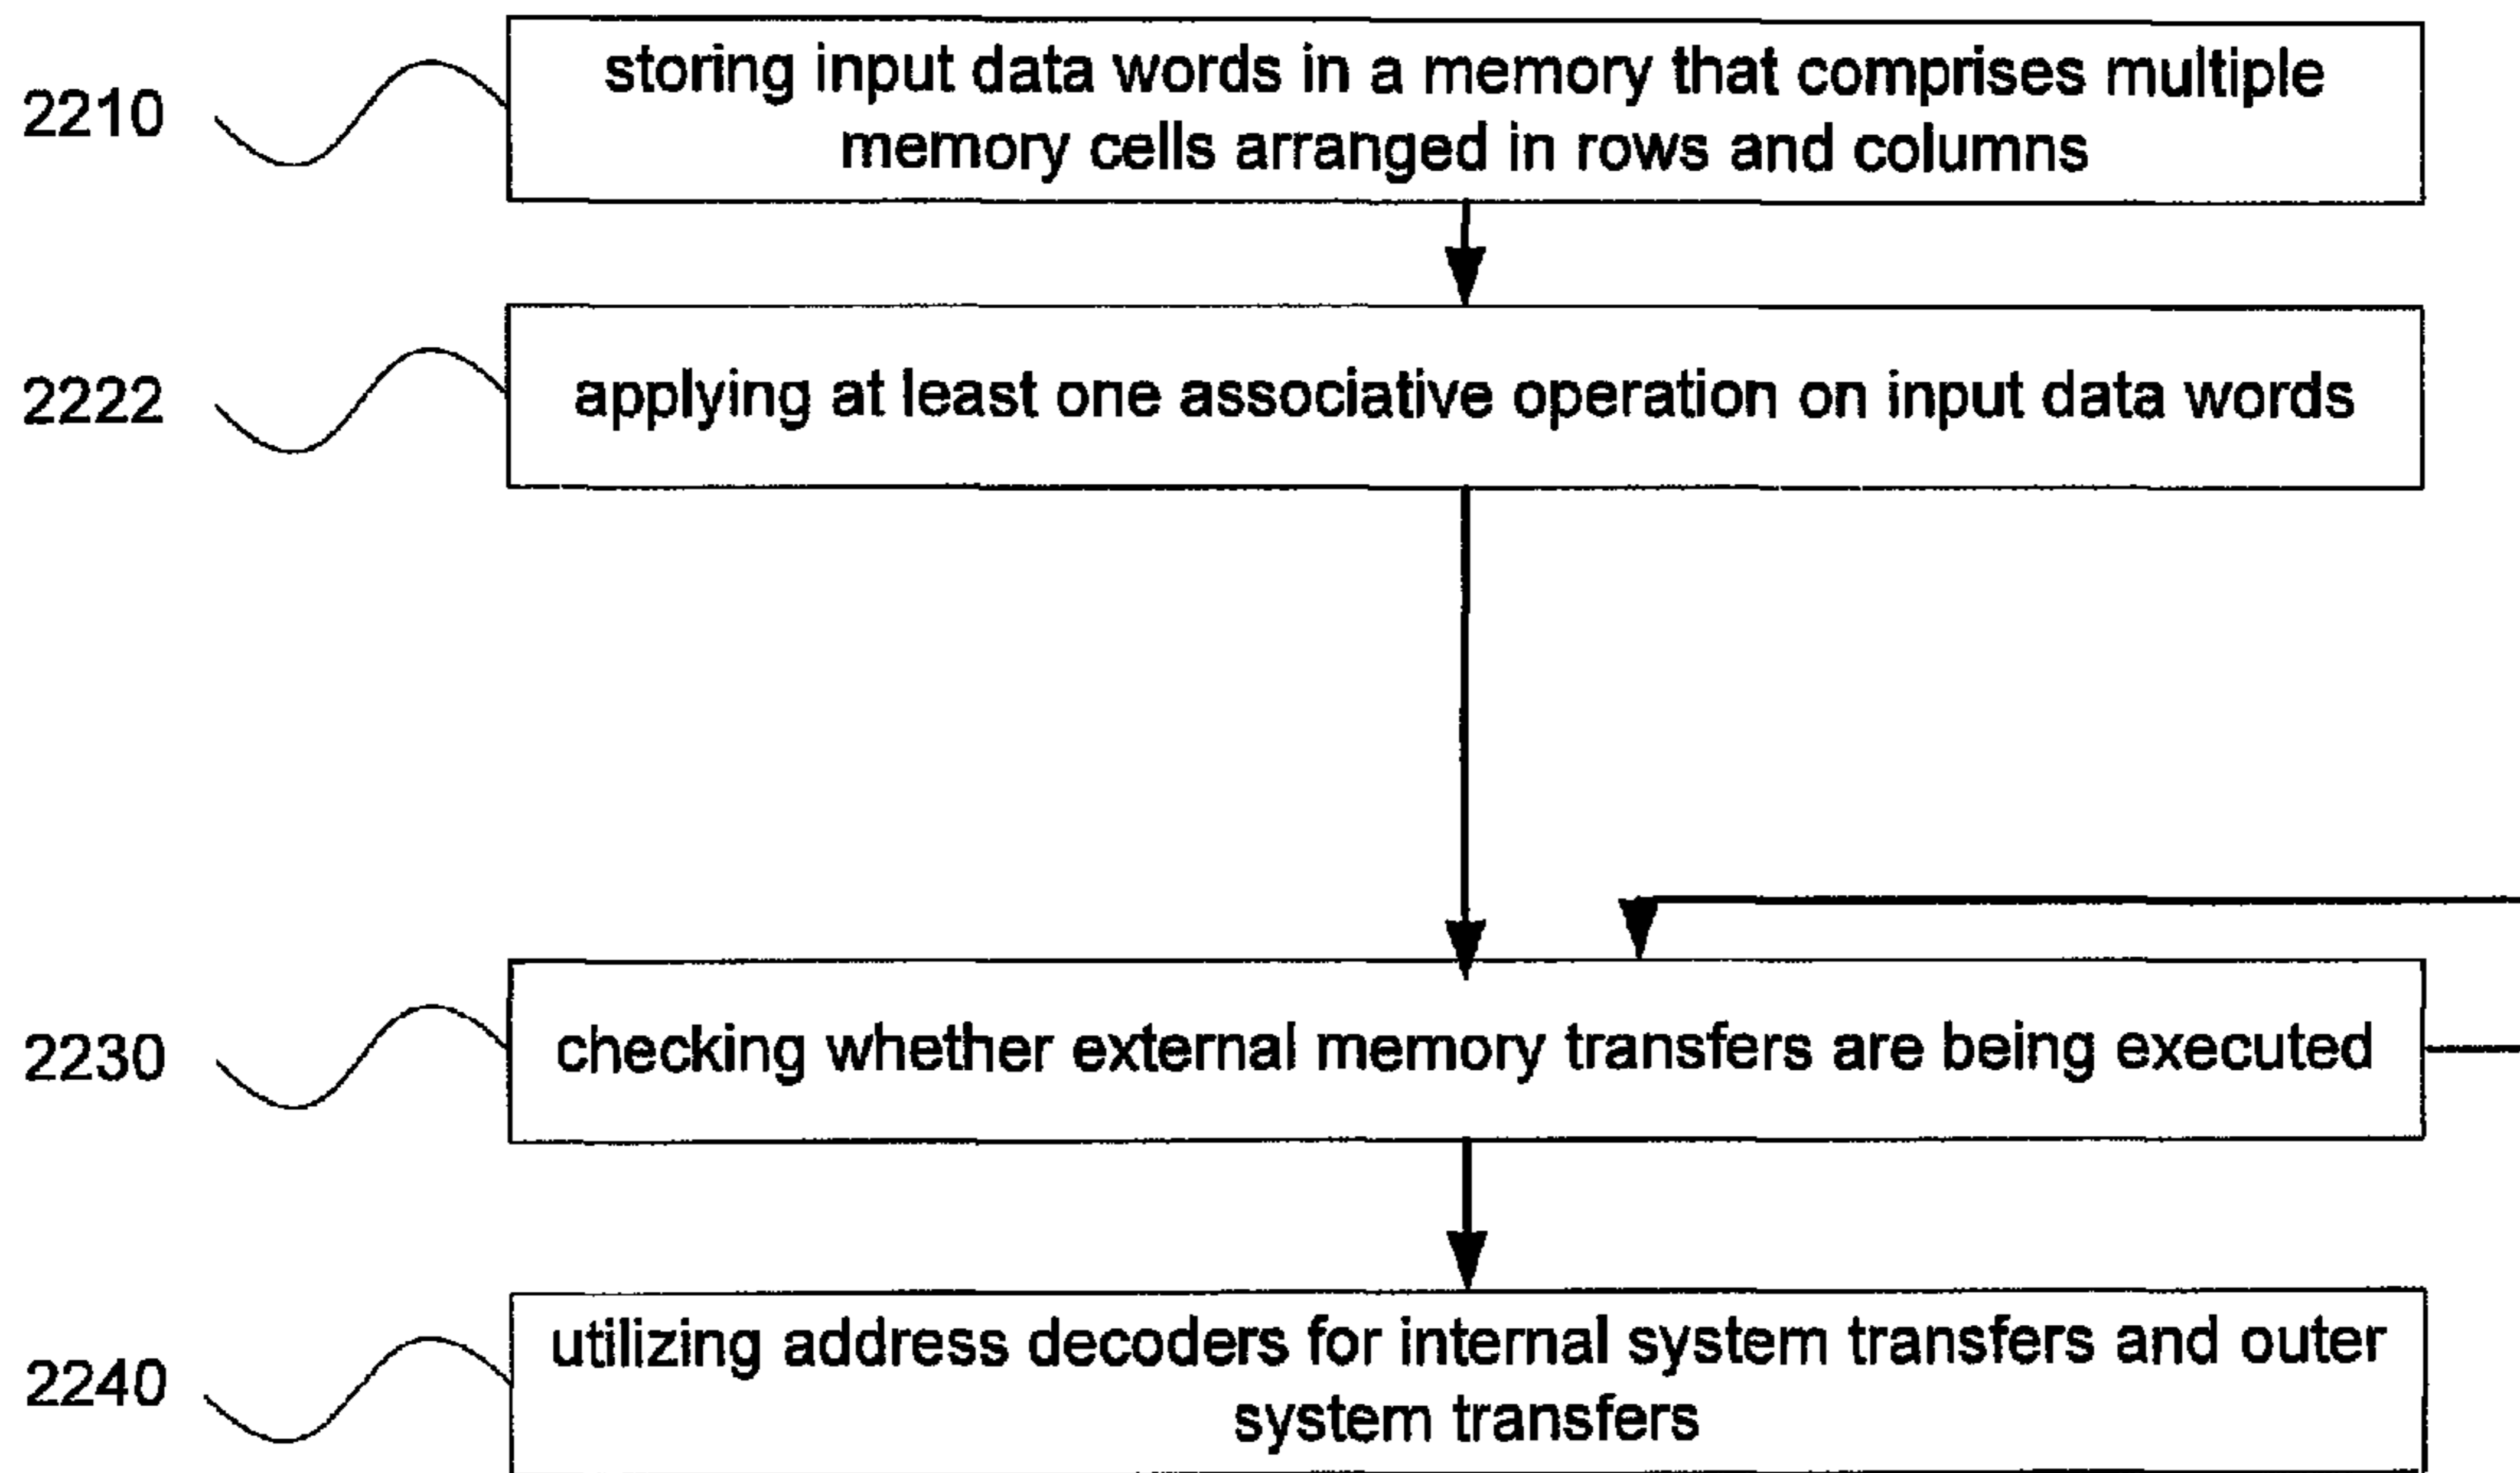 2210
storing input data words in a memory that comprises multiple
memory cells arranged in rows and columns
2222
applying at least one associative operation on input data words
2230
checking whether external memory transfers are being executed
2240
utilizing address decoders for internal system transfers and outer
system transfers